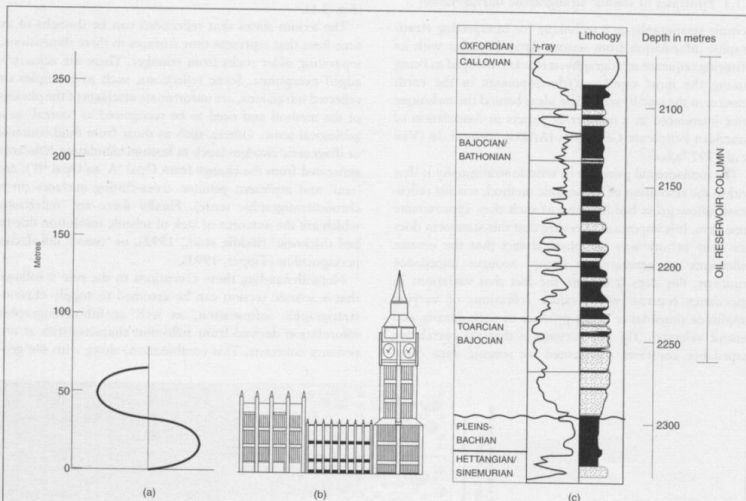 OXFORDIAN
γ-ray
Lithology
Depth in metres
CALLOVIAN
250
2100
BAJOCIAN/
BATHONIAN
200
2150
Metres
150
2200
OIL RESERVOIR COLUMN
100
TOARCIAN
BAJOCIAN
2250
50
PLEINS-
BACHIAN
2300
HETTANGIAN/
SINEMURIAN
0
(a)
(b)
(c)